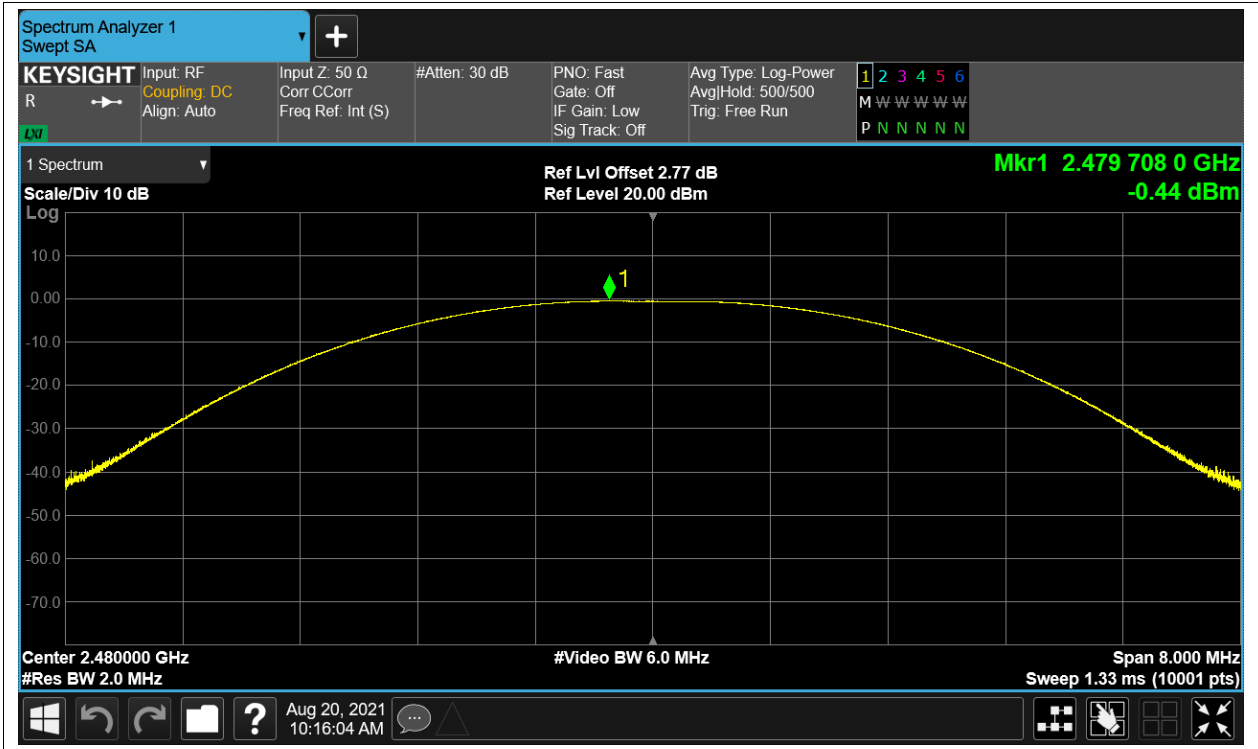 Spectrum Analyzer 1
Swept SA
KEYSIGHT
R
LXI
Input: RF
Coupling: DC
Align: Auto
Input Z: 50 Ω
Corr CCorr
Freq Ref: Int (S)
#Atten: 30 dB
PNO: Fast
Gate: Off
IF Gain: Low
Sig Track: Off
Avg Type: Log-Power
Avg|Hold: 500/500
Trig: Free Run
1 2 3 4 5 6
M W W W W W
P N N N N N
1 Spectrum
Scale/Div 10 dB
Log
Ref Lvl Offset 2.77 dB
Ref Level 20.00 dBm
Mkr1 2.479 708 0 GHz
-0.44 dBm
1
10.0
0.00
-10.0
-20.0
-30.0
-40.0
-50.0
-60.0
-70.0
Center 2.480000 GHz
#Res BW 2.0 MHz
#Video BW 6.0 MHz
Span 8.000 MHz
Sweep 1.33 ms (10001 pts)
?
Aug 20, 2021
10:16:04 AM